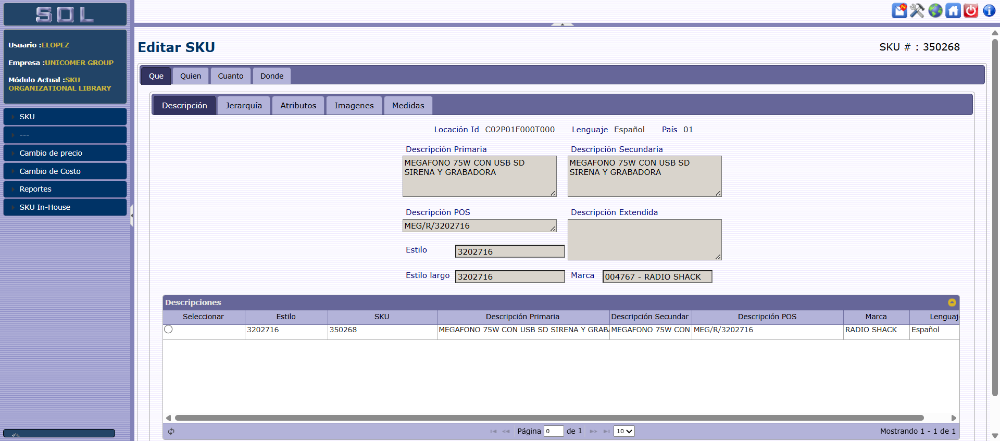 SOL
Usuario :ELOPEZ
Empresa :UNICOMER GROUP
Módulo Actual :SKU
ORGANIZATIONAL LIBRARY
SKU
---
Cambio de precio
Cambio de Costo
Reportes
SKU In-House
Editar SKU
SKU # : 350268
Que
Quien
Cuanto
Donde
Descripción
Jerarquía
Atributos
Imagenes
Medidas
Locación Id C02P01F000T000 Lenguaje Español País 01
Descripción Primaria
MEGAFONO 75W CON USB SD
SIRENA Y GRABADORA
Descripción Secundaria
MEGAFONO 75W CON USB SD
SIRENA Y GRABADORA
Descripción POS
MEG/R/3202716
Descripción Extendida
Estilo 3202716
Estilo largo 3202716
Marca 004767 - RADIO SHACK
Descripciones
Seleccionar Estilo SKU Descripción Primaria Descripción Secundar Descripción POS Marca Lenguaj
3202716 350268 MEGAFONO 75W CON USB SD SIRENA Y GRABA MEGAFONO 75W CON MEG/R/3202716 RADIO SHACK Español
Página 0 de 1 10
Mostrando 1 - 1 de 1